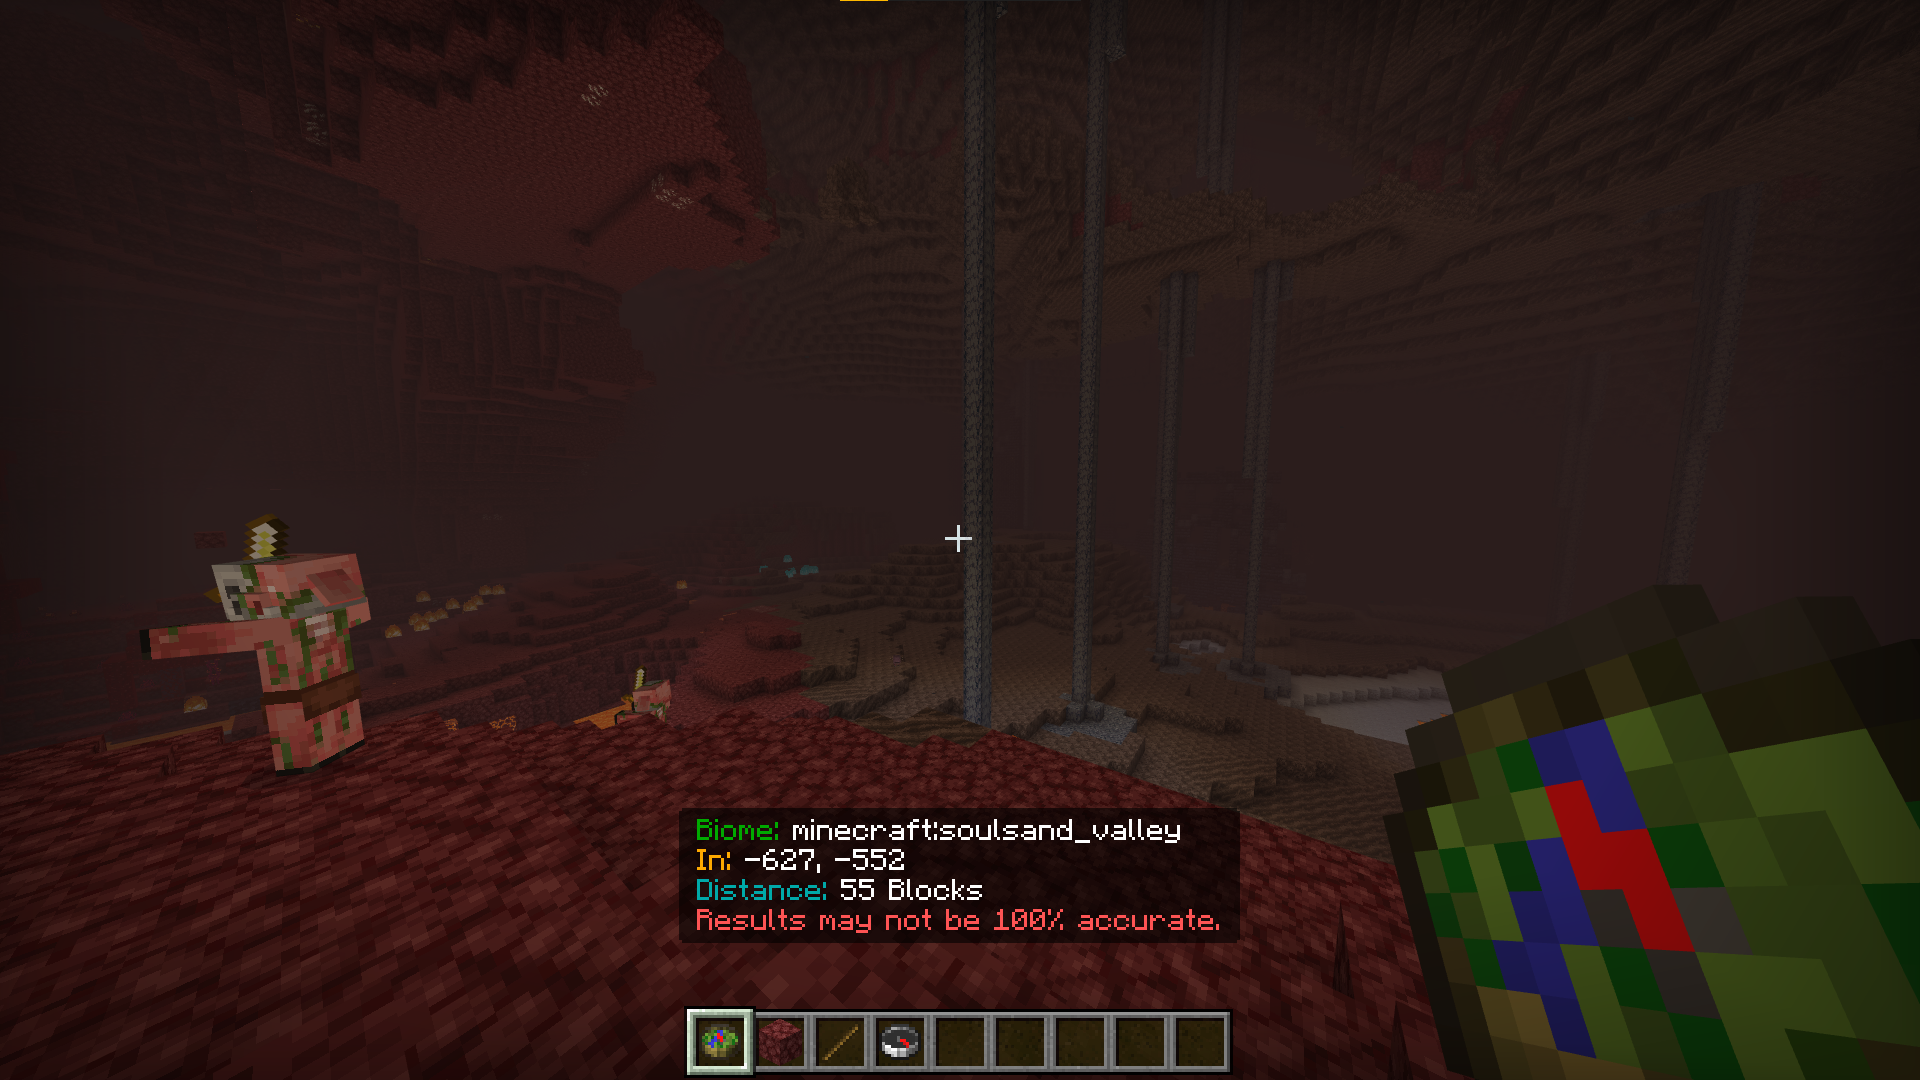 Biome: minecraft:soulsand_valley
In: -627, -552
Distance: 55 Blocks
Results may not be 100% accurate.